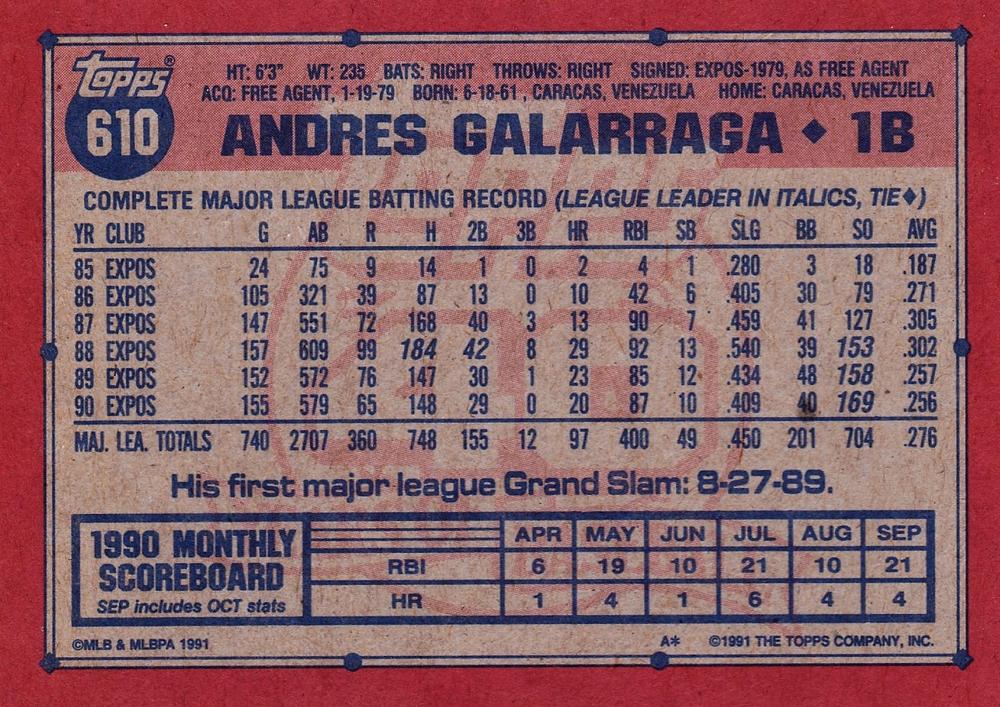 Topps®
610
HT: 6'3" WT: 235 BATS: RIGHT THROWS: RIGHT SIGNED: EXPOS-1979, AS FREE AGENT
ACQ: FREE AGENT, 1-19-79 BORN: 6-18-61, CARACAS, VENEZUELA HOME: CARACAS, VENEZUELA
ANDRES GALARRAGA ◆ 1B
COMPLETE MAJOR LEAGUE BATTING RECORD (LEAGUE LEADER IN ITALICS, TIE◆)
YR CLUB G AB R H 2B 3B HR RBI SB SLG BB SO AVG
85 EXPOS 24 75 9 14 1 0 2 4 1 .280 3 18 .187
86 EXPOS 105 321 39 87 13 0 10 42 6 .405 30 79 .271
87 EXPOS 147 551 72 168 40 3 13 90 7 .459 41 127 .305
88 EXPOS 157 609 99 184 42 8 29 92 13 .540 39 153 .302
89 EXPOS 152 572 76 147 30 1 23 85 12 .434 48 158 .257
90 EXPOS 155 579 65 148 29 0 20 87 10 .409 40 169 .256
MAJ. LEA. TOTALS 740 2707 360 748 155 12 97 400 49 .450 201 704 .276
His first major league Grand Slam: 8-27-89.
1990 MONTHLY SCOREBOARD
SEP includes OCT stats
APR MAY JUN JUL AUG SEP
RBI 6 19 10 21 10 21
HR 1 4 1 6 4 4
©MLB & MLBPA 1991 A* ©1991 THE TOPPS COMPANY, INC.